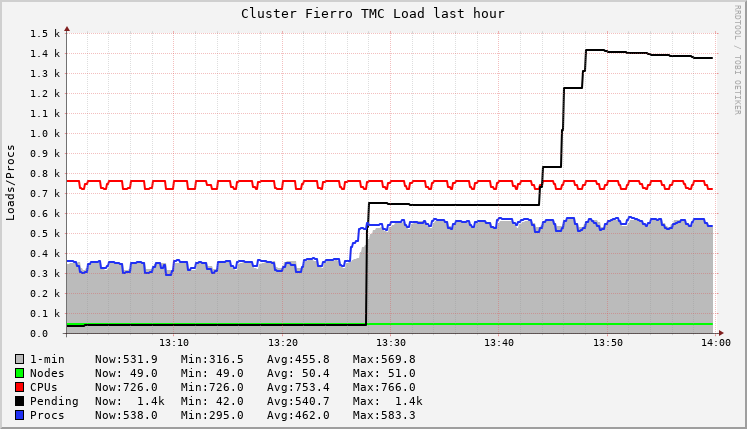 Cluster Fierro TMC Load last hour
RRDTOOL / TOBI OETIKER
Loads/Procs
1.5 k
1.4 k
1.3 k
1.2 k
1.1 k
1.0 k
0.9 k
0.8 k
0.7 k
0.6 k
0.5 k
0.4 k
0.3 k
0.2 k
0.1 k
0.0
13:10 13:20 13:30 13:40 13:50 14:00
1-min Now:531.9 Min:316.5 Avg:455.8 Max:569.8
Nodes Now: 49.0 Min: 49.0 Avg: 50.4 Max: 51.0
CPUs Now:726.0 Min:726.0 Avg:753.4 Max:766.0
Pending Now: 1.4k Min: 42.0 Avg:540.7 Max: 1.4k
Procs Now:538.0 Min:295.0 Avg:462.0 Max:583.3